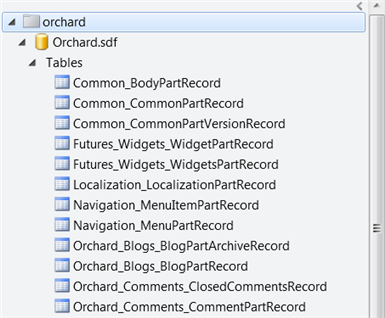 orchard
Orchard.sdf
Tables
Common_BodyPartRecord
Common_CommonPartRecord
Common_CommonPartVersionRecord
Futures_Widgets_WidgetPartRecord
Futures_Widgets_WidgetsPartRecord
Localization_LocalizationPartRecord
Navigation_MenuItemPartRecord
Navigation_MenuPartRecord
Orchard_Blogs_BlogPartArchiveRecord
Orchard_Blogs_BlogPartRecord
Orchard_Comments_ClosedCommentsRecord
Orchard_Comments_CommentPartRecord